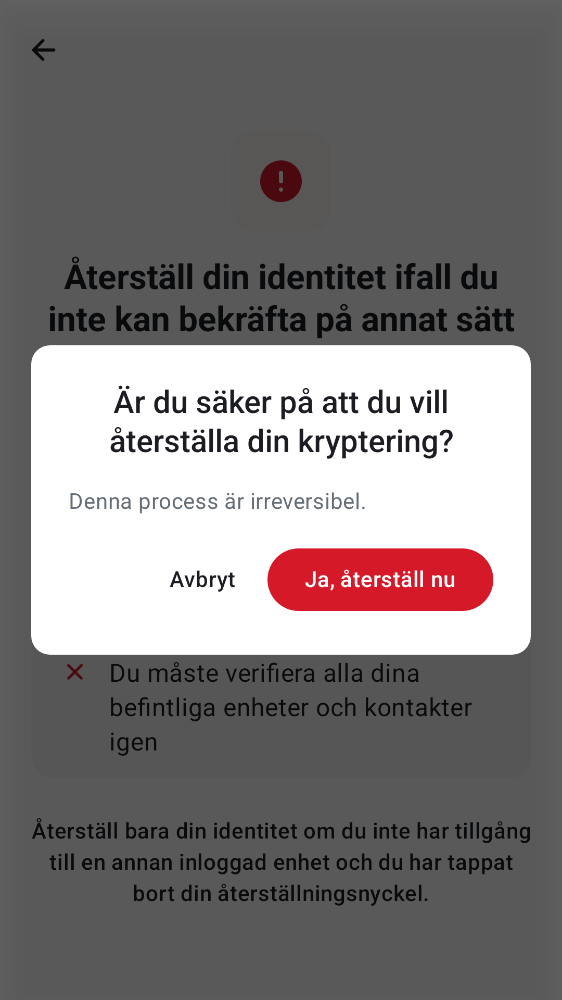 Återställ din identitet ifall du
inte kan bekräfta på annat sätt
Är du säker på att du vill
återställa din kryptering?
Denna process är irreversibel.
Avbryt
Ja, återställ nu
Du måste verifiera alla dina
befintliga enheter och kontakter
igen
Återställ bara din identitet om du inte har tillgång
till en annan inloggad enhet och du har tappat
bort din återställningsnyckel.